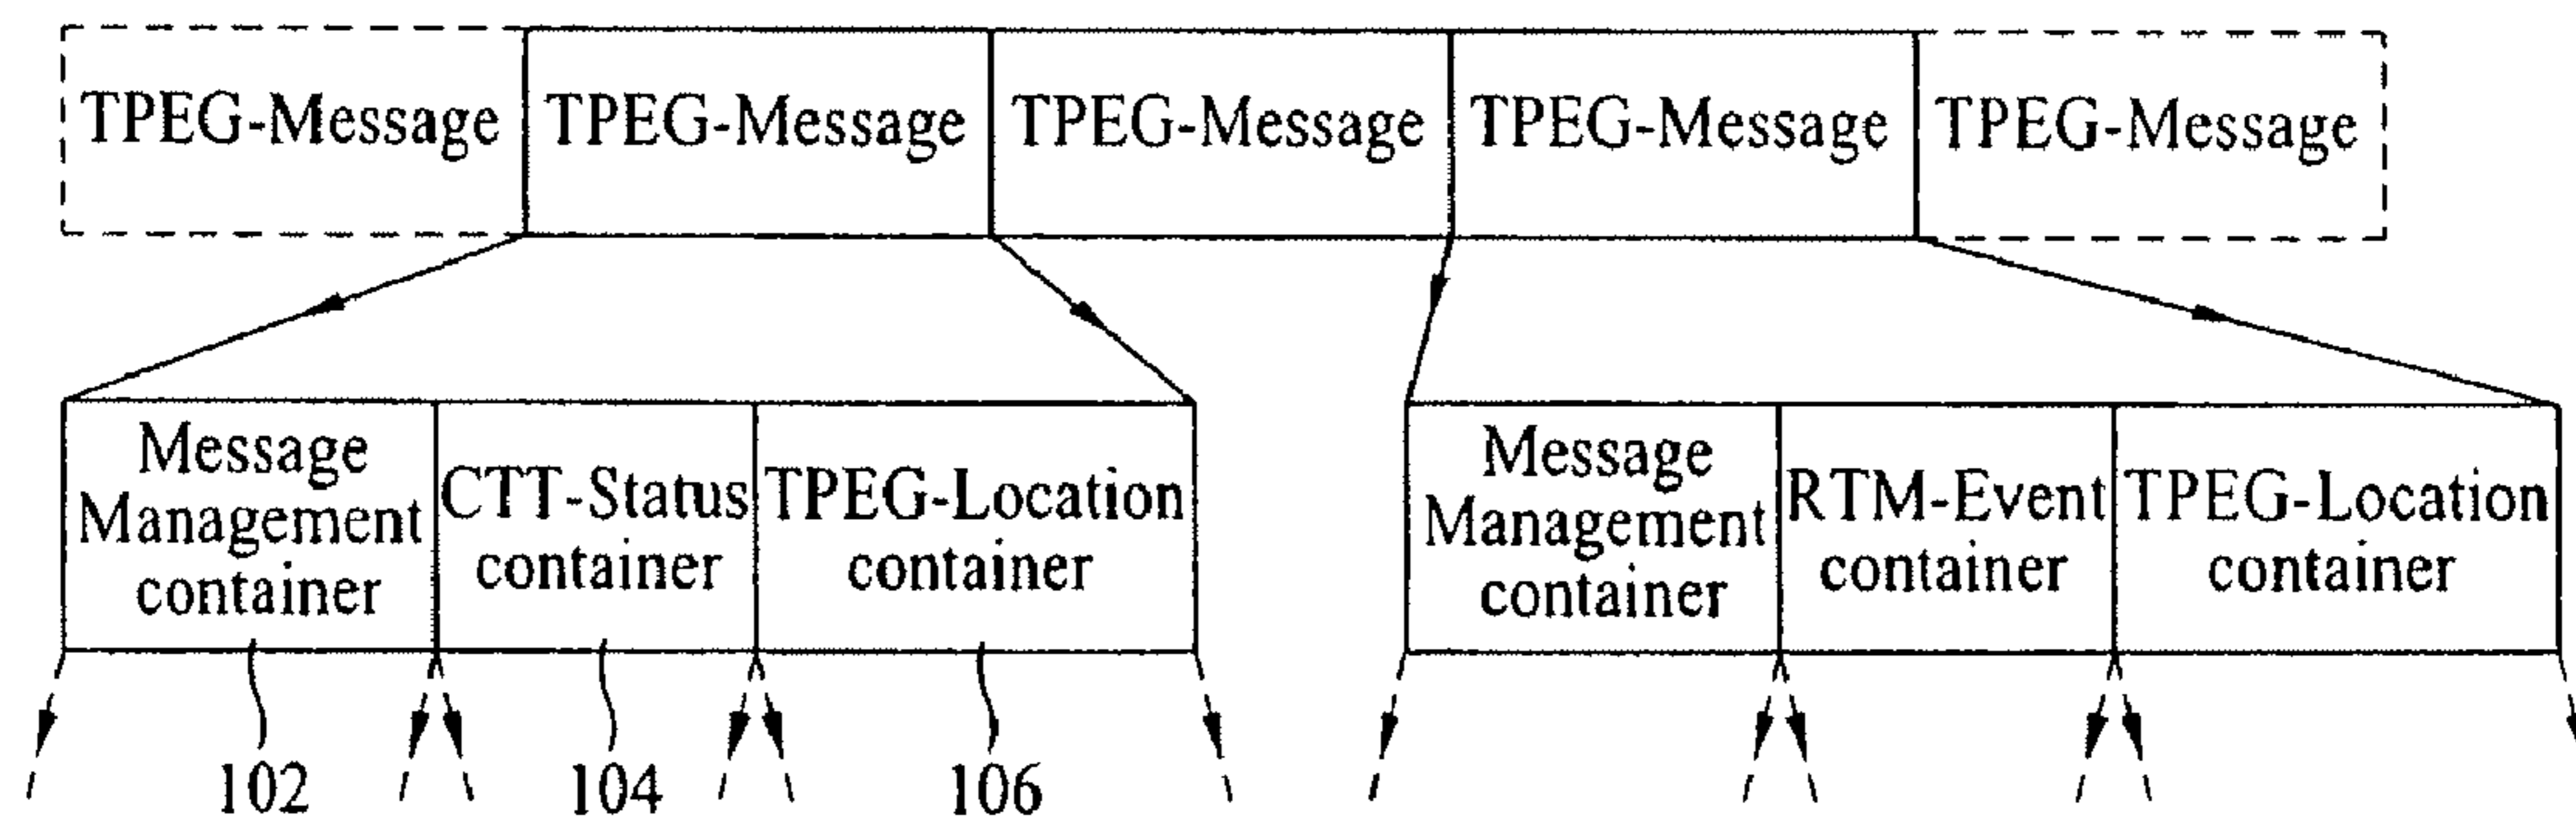 TPEG-Message TPEG-Message TPEG-Message TPEG-Message TPEG-Message
Message
Management
container
CTT-Status
container
TPEG-Location
container
Message
Management
container
RTM-Event
container
TPEG-Location
container
102 104 106